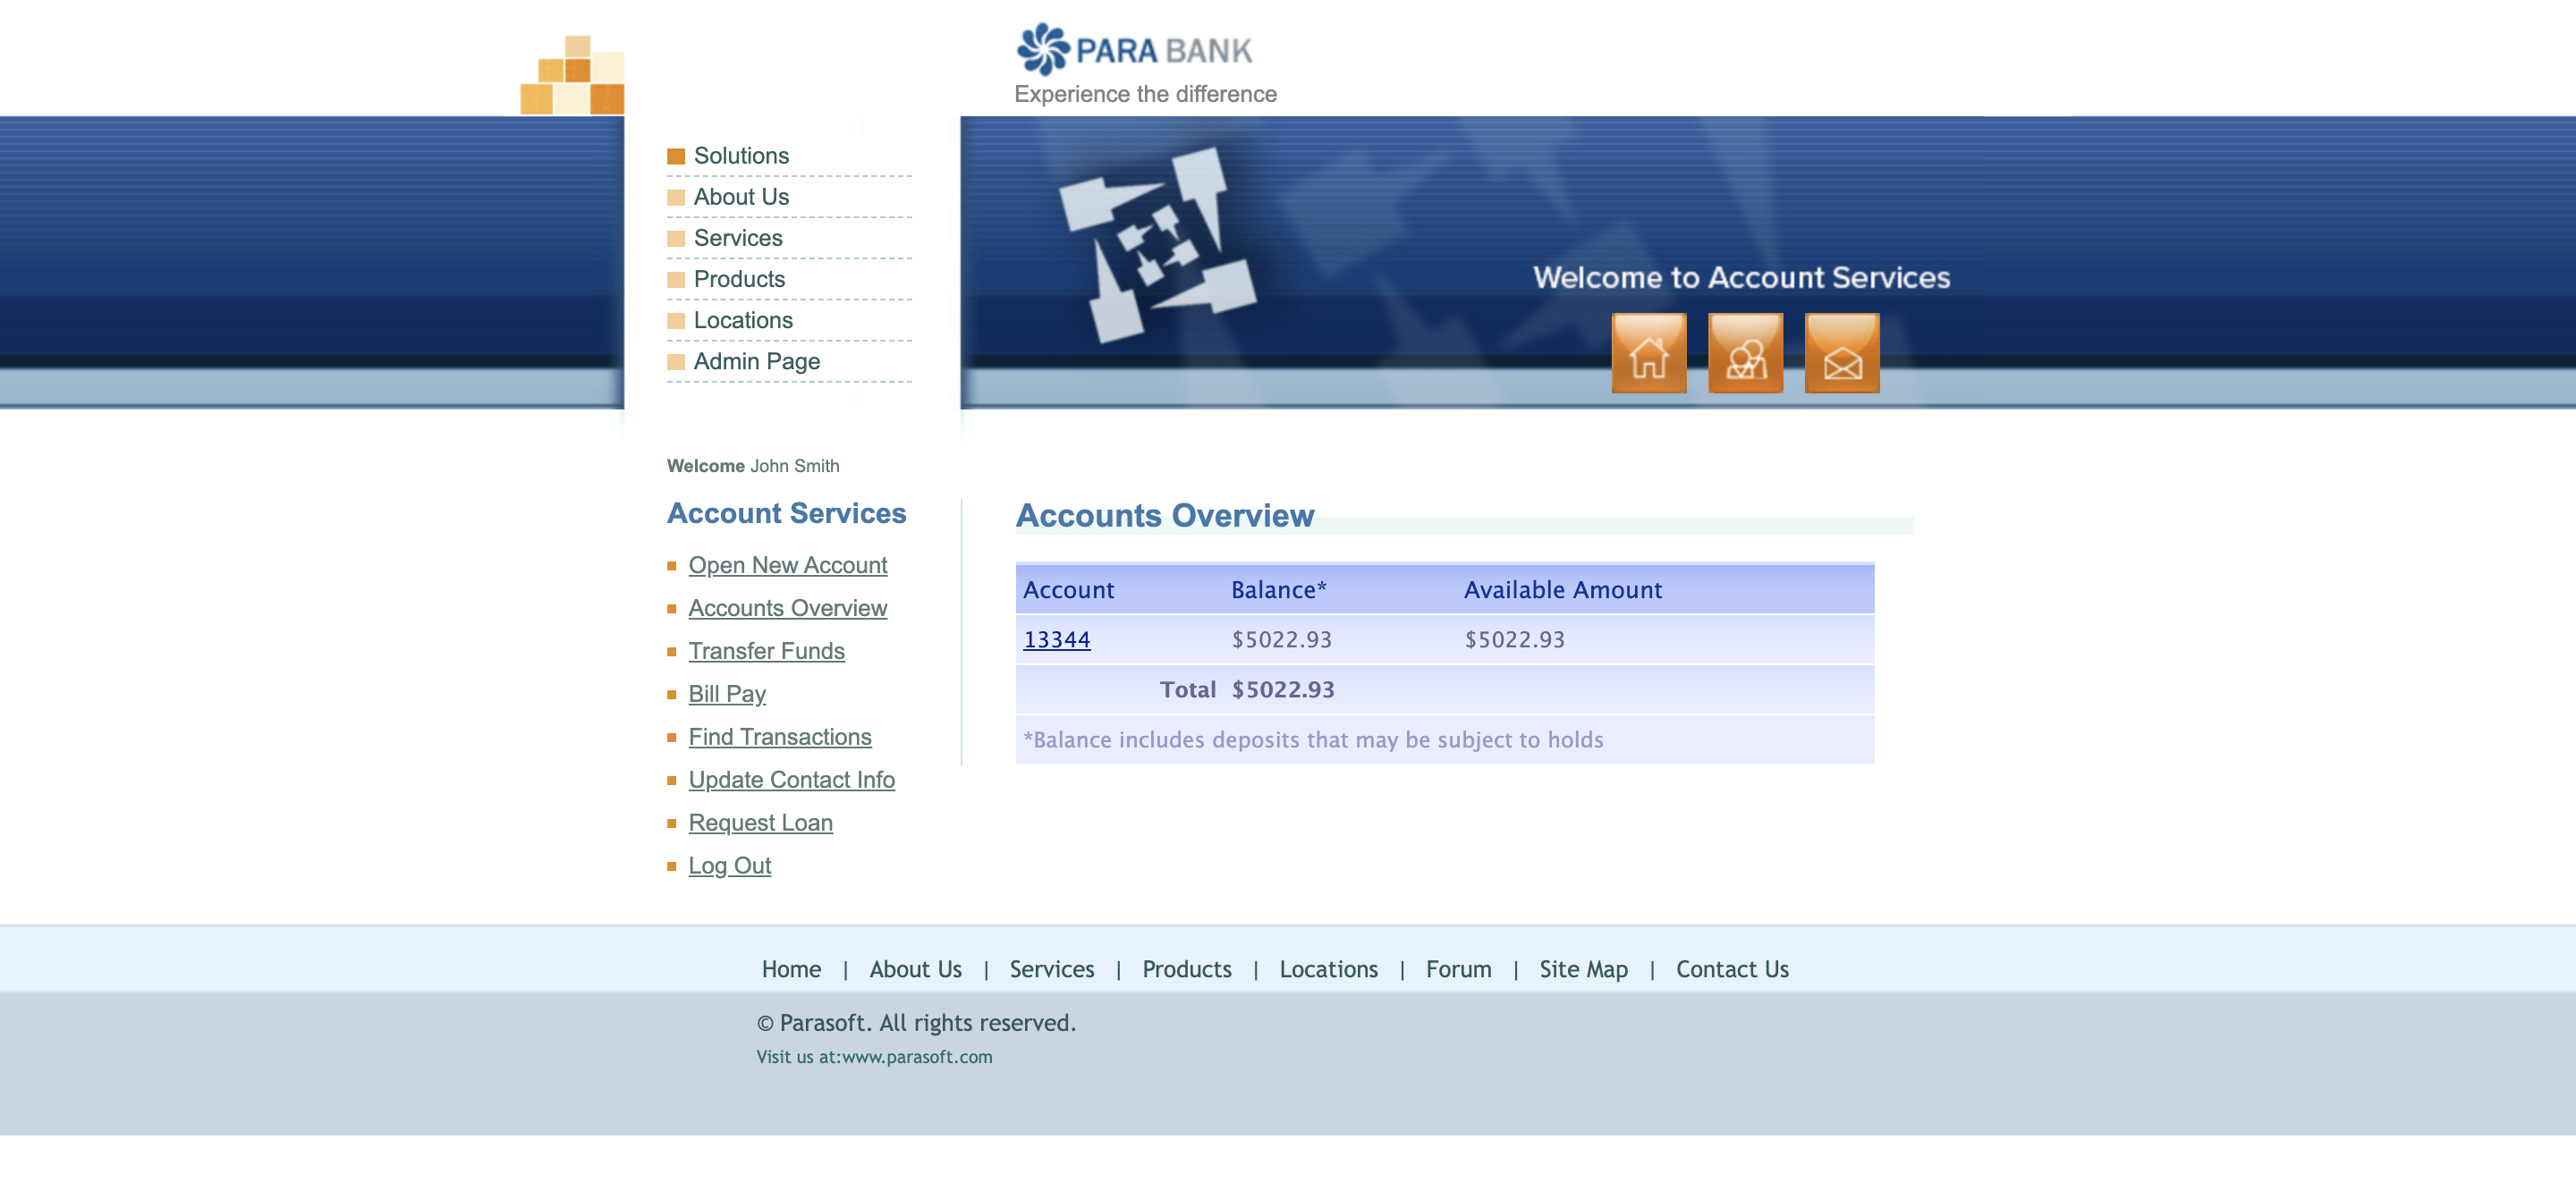 PARA BANK
Experience the difference
Solutions
About Us
Services
Products
Locations
Admin Page
Welcome to Account Services
Welcome John Smith
Account Services
Open New Account
Accounts Overview
Transfer Funds
Bill Pay
Find Transactions
Update Contact Info
Request Loan
Log Out
Accounts Overview
Account Balance* Available Amount
13344 $5022.93 $5022.93
Total $5022.93
*Balance includes deposits that may be subject to holds
Home | About Us | Services | Products | Locations | Forum | Site Map | Contact Us
© Parasoft. All rights reserved.
Visit us at:www.parasoft.com